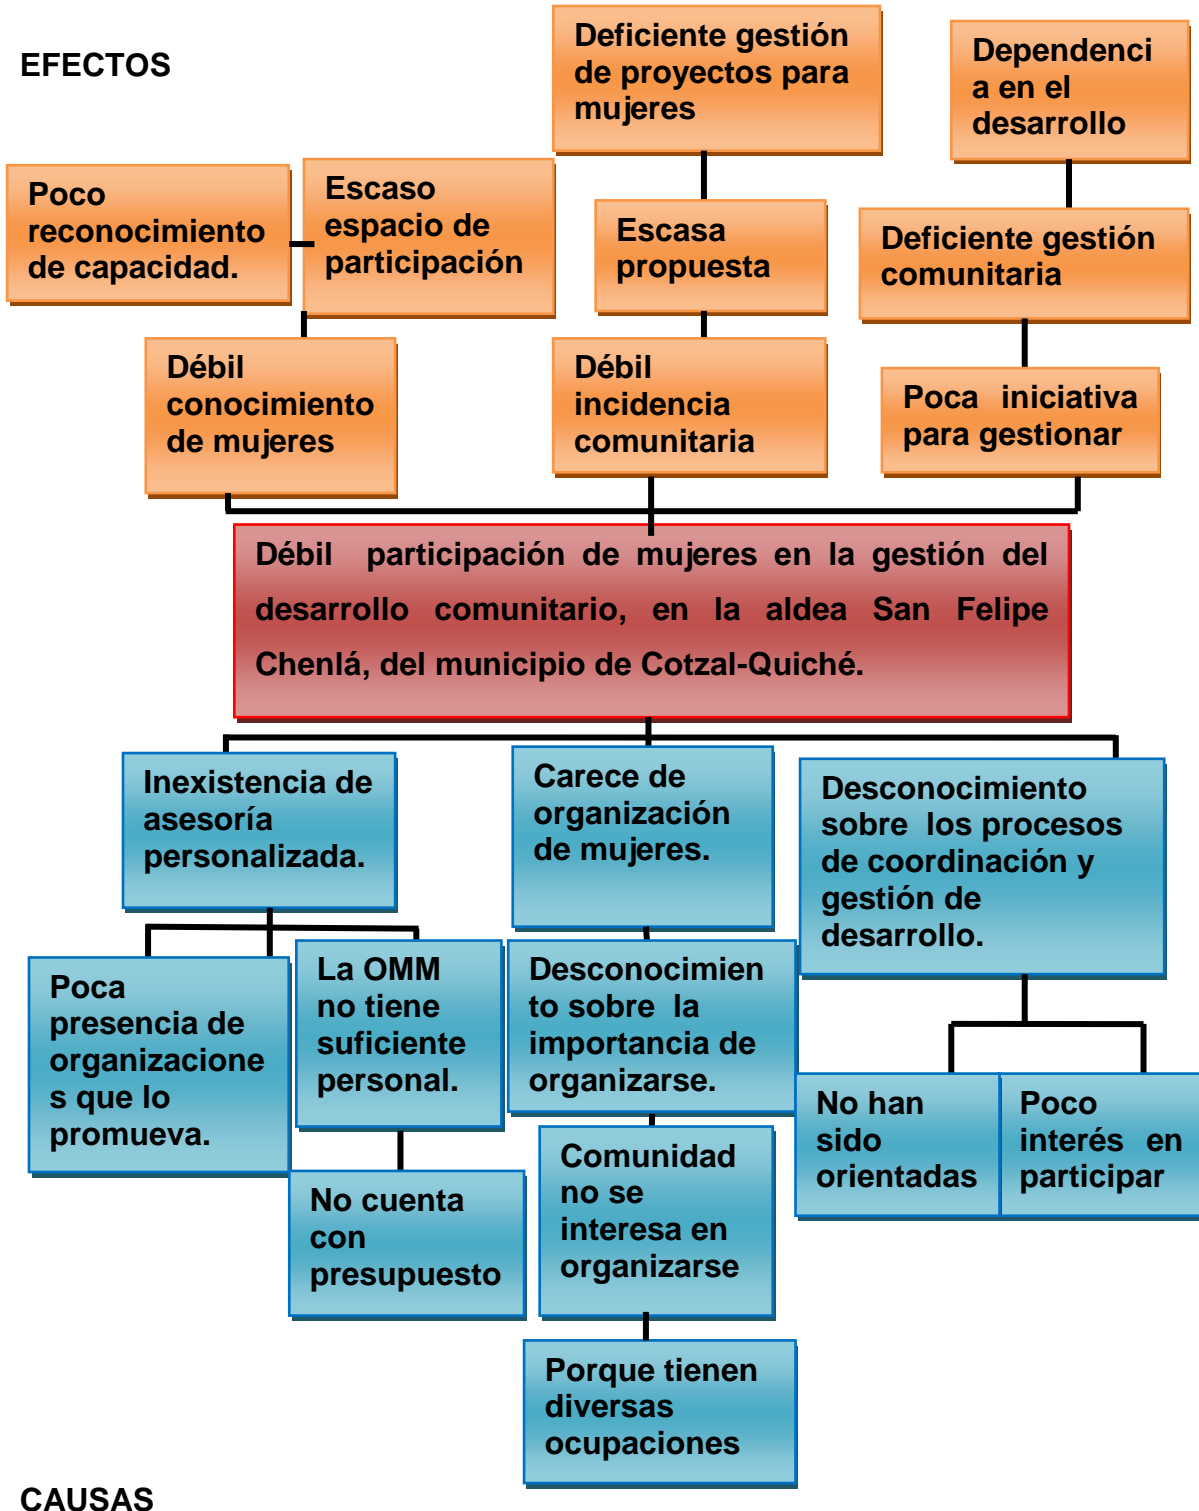 EFECTOS
Deficiente gestión
de proyectos para
mujeres
Dependenci
a en el
desarrollo
Poco
reconocimiento
de capacidad.
Escaso
espacio de
participación
Escasa
propuesta
Deficiente gestión
comunitaria
Débil
conocimiento
de mujeres
Débil
incidencia
comunitaria
Poca iniciativa
para gestionar
Débil participación de mujeres en la gestión del
desarrollo comunitario, en la aldea San Felipe
Chenlá, del municipio de Cotzal-Quiché.
Inexistencia de
asesoría
personalizada.
Carece de
organización
de mujeres.
Desconocimiento
sobre los procesos
de coordinación y
gestión de
desarrollo.
Poca
presencia de
organizacione
s que lo
promueva.
La OMM
no tiene
suficiente
personal.
Desconocimien
to sobre la
importancia de
organizarse.
No han
sido
orientadas
Poco
interés en
participar
No cuenta
con
presupuesto
Comunidad
no se
interesa en
organizarse
Porque tienen
diversas
ocupaciones
CAUSAS